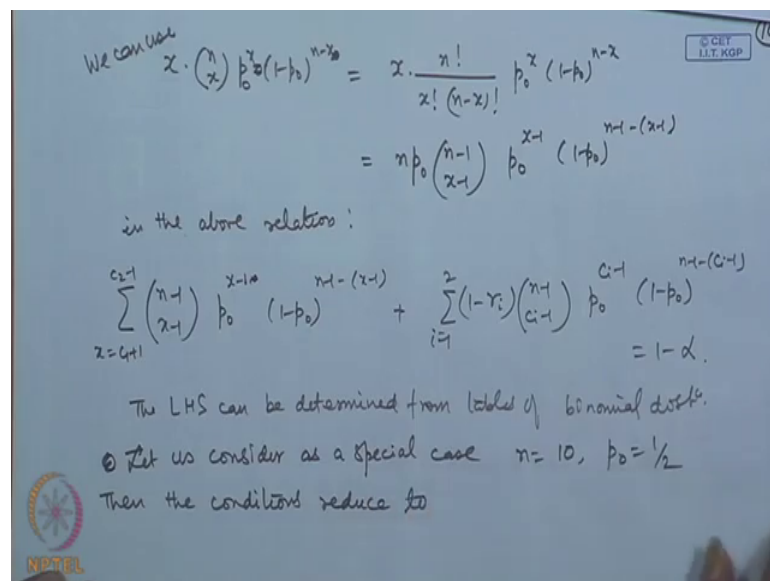 We can use x · (n x) p₀ˣ (1-p₀)ⁿ⁻ˣ = x · n! / x! (n-x)! p₀ˣ (1-p₀)ⁿ⁻ˣ
© CET
I.I.T. KGP
= n p₀ (n-1 x-1) p₀^(x-1) (1-p₀)^(n-1-(x-1))
in the above relation:
∑_(x=c₁+1)^(c₂-1) (n-1 x-1) p₀^(x-1) (1-p₀)^(n-1-(x-1)) + ∑_(i=1)^2 (1-γᵢ) (n-1 cᵢ-1) p₀^(cᵢ-1) (1-p₀)^(n-1-(cᵢ-1))
= 1-α.
The LHS can be determined from tables of binomial distⁿ.
Let us consider as a special case n= 10, p₀=1/2
Then the conditions reduce to
NPTEL